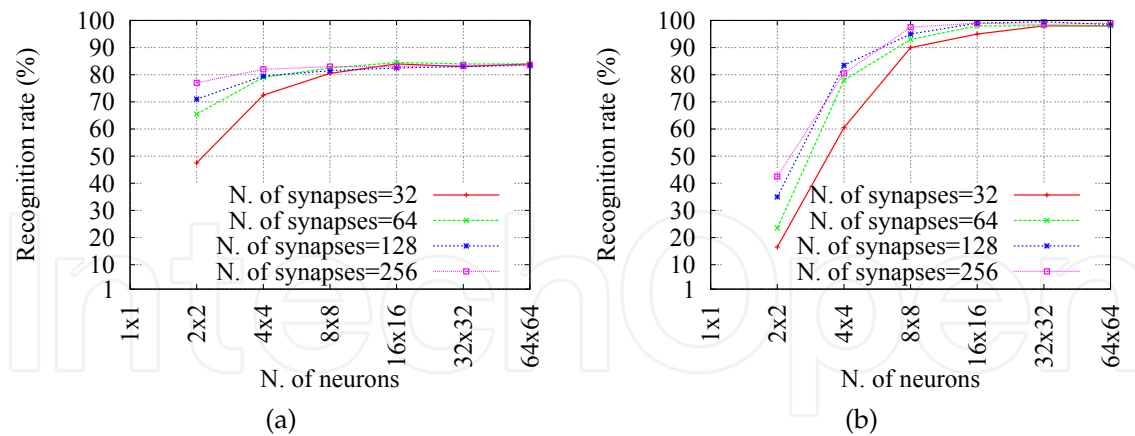 100
90
80
70
60
50
40
30
20
10
1
Recognition rate (%)
N. of synapses=32
N. of synapses=64
N. of synapses=128
N. of synapses=256
1x1
2x2
4x4
8x8
16x16
32x32
64x64
N. of neurons
(a)
100
90
80
70
60
50
40
30
20
10
1
Recognition rate (%)
N. of synapses=32
N. of synapses=64
N. of synapses=128
N. of synapses=256
1x1
2x2
4x4
8x8
16x16
32x32
64x64
N. of neurons
(b)
IntechOpen